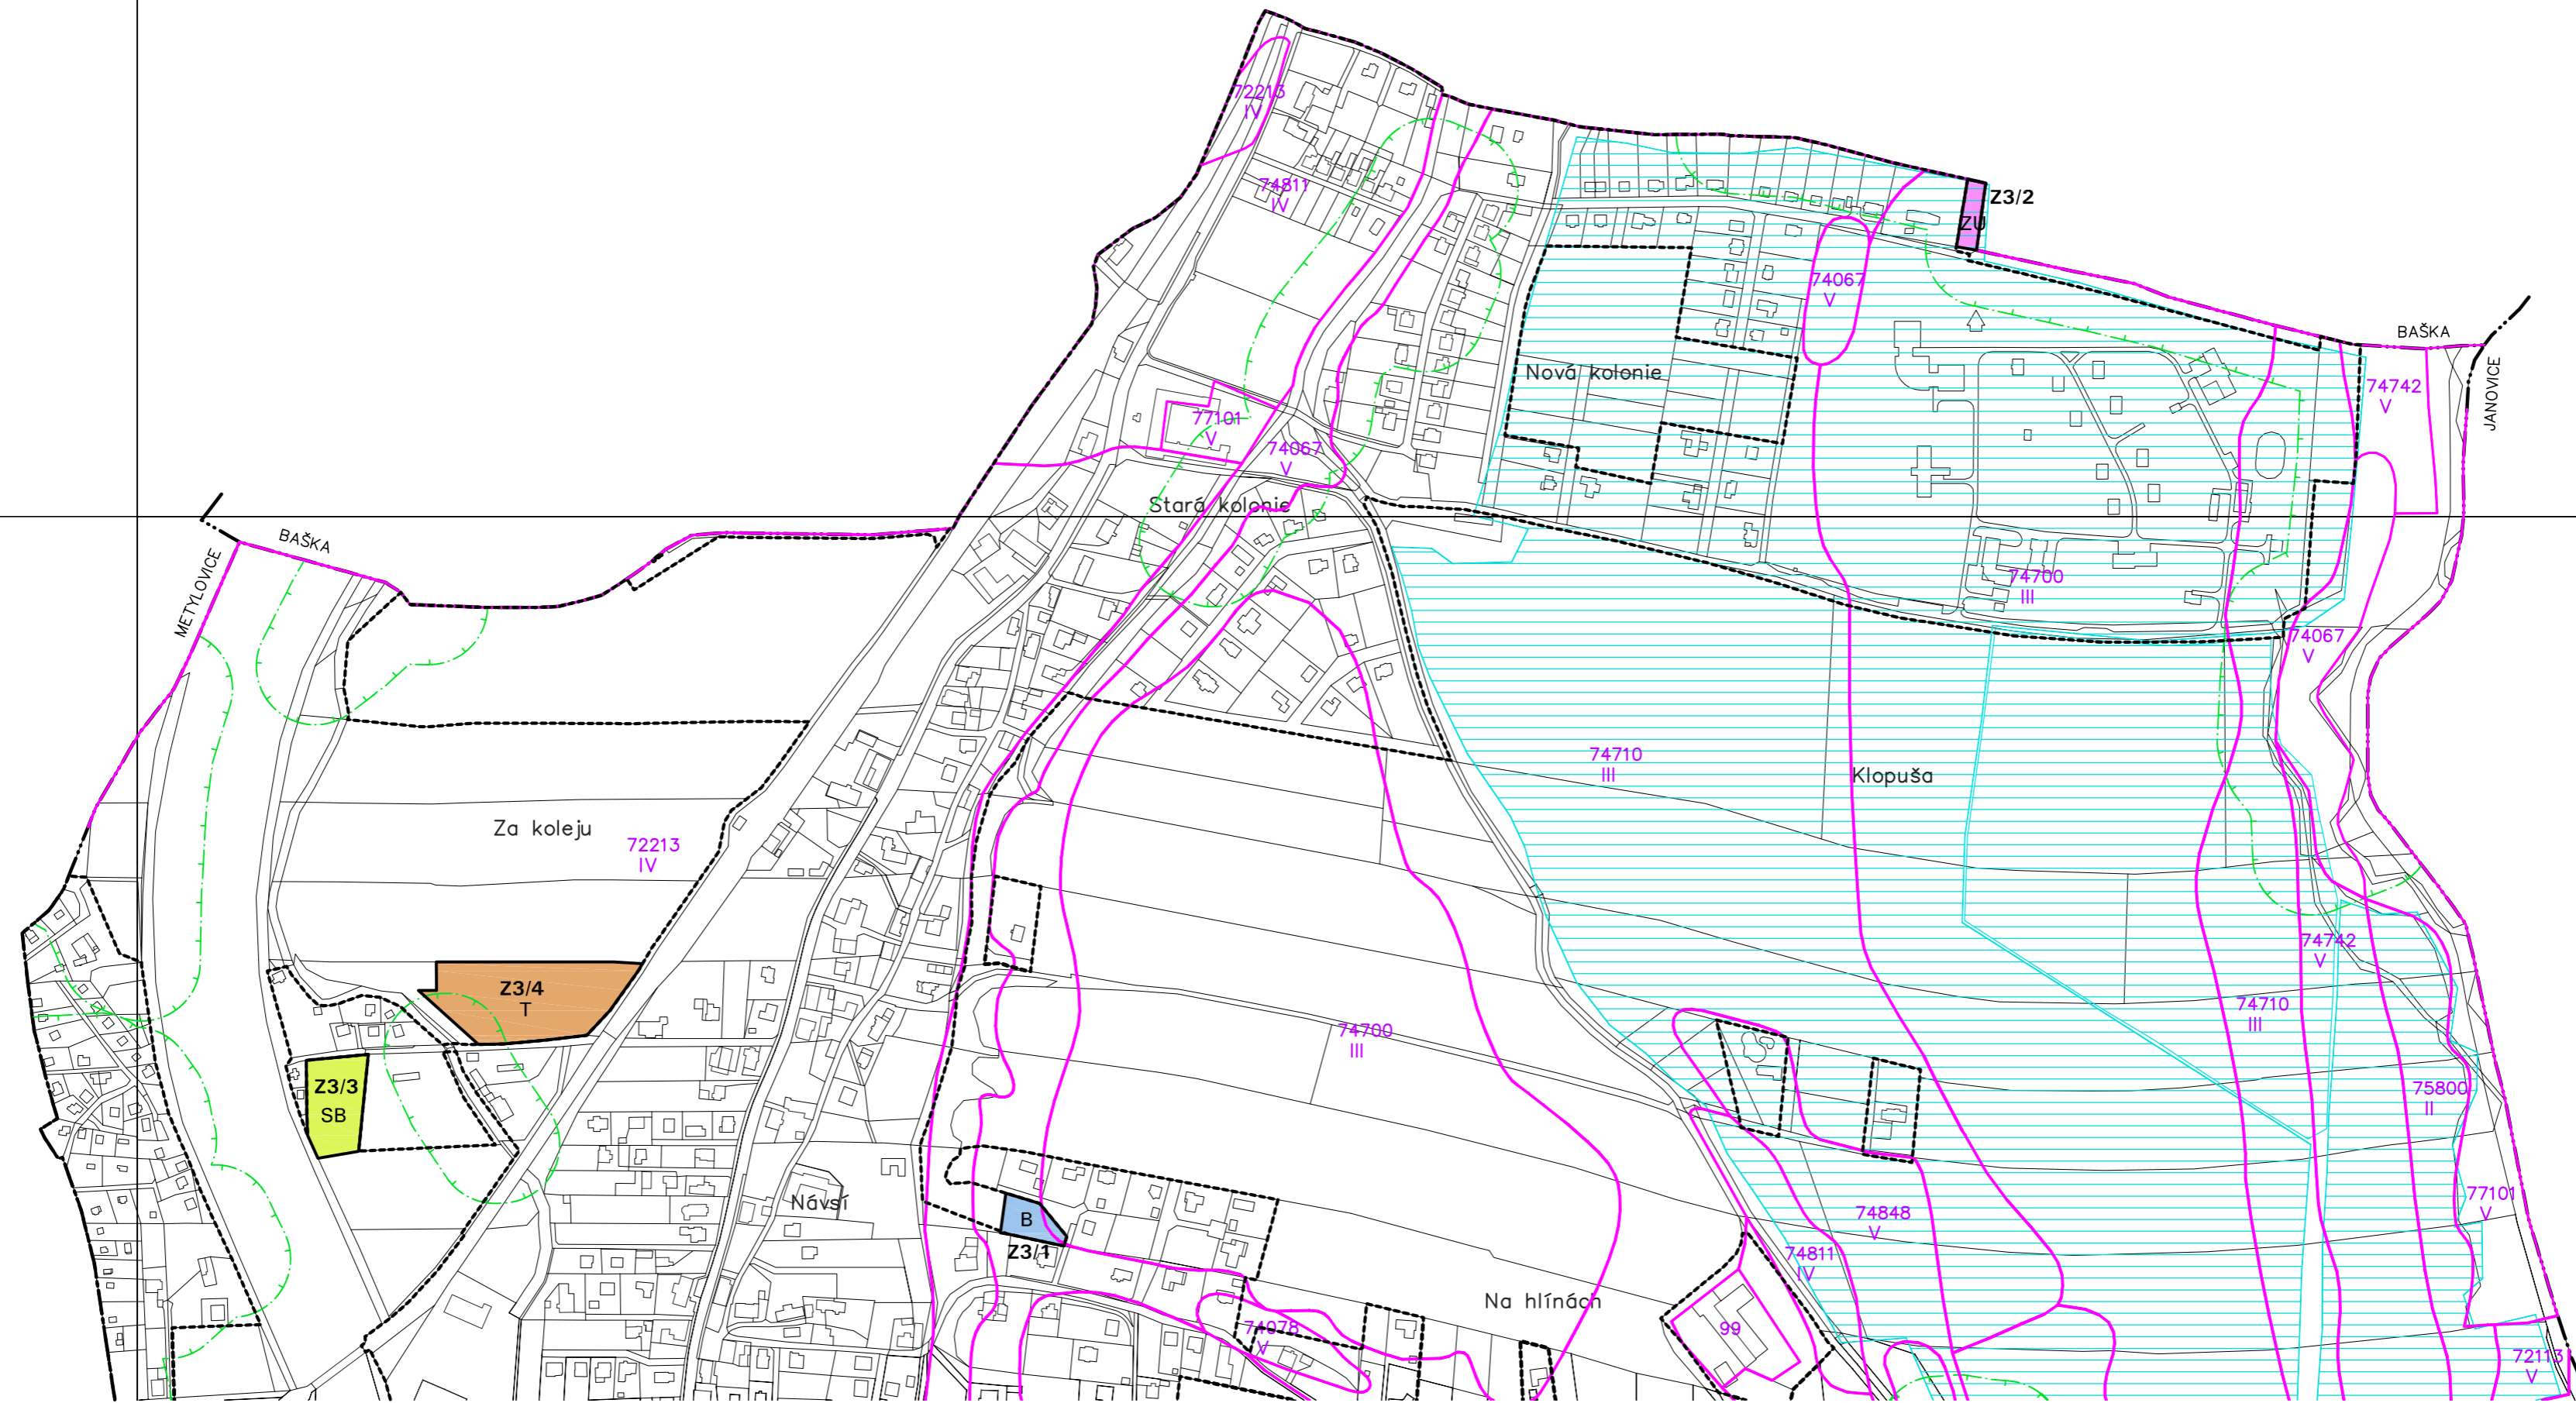 72213
IV
74811
IV
Z3/2
ZU
74067
V
BAŠKA
JANOVICE
74742
V
Nová kolonie
77101
V
74067
V
Stará kolonie
BAŠKA
METYLOVICE
74700
III
74067
V
74710
III
Klopuša
Za koleju
72213
IV
74742
V
Z3/4
T
74710
III
74700
III
Z3/3
SB
75800
II
Návsí
B
Z3/1
77101
V
74848
V
74811
IV
Na hlínách
74078
V
99
72113
V